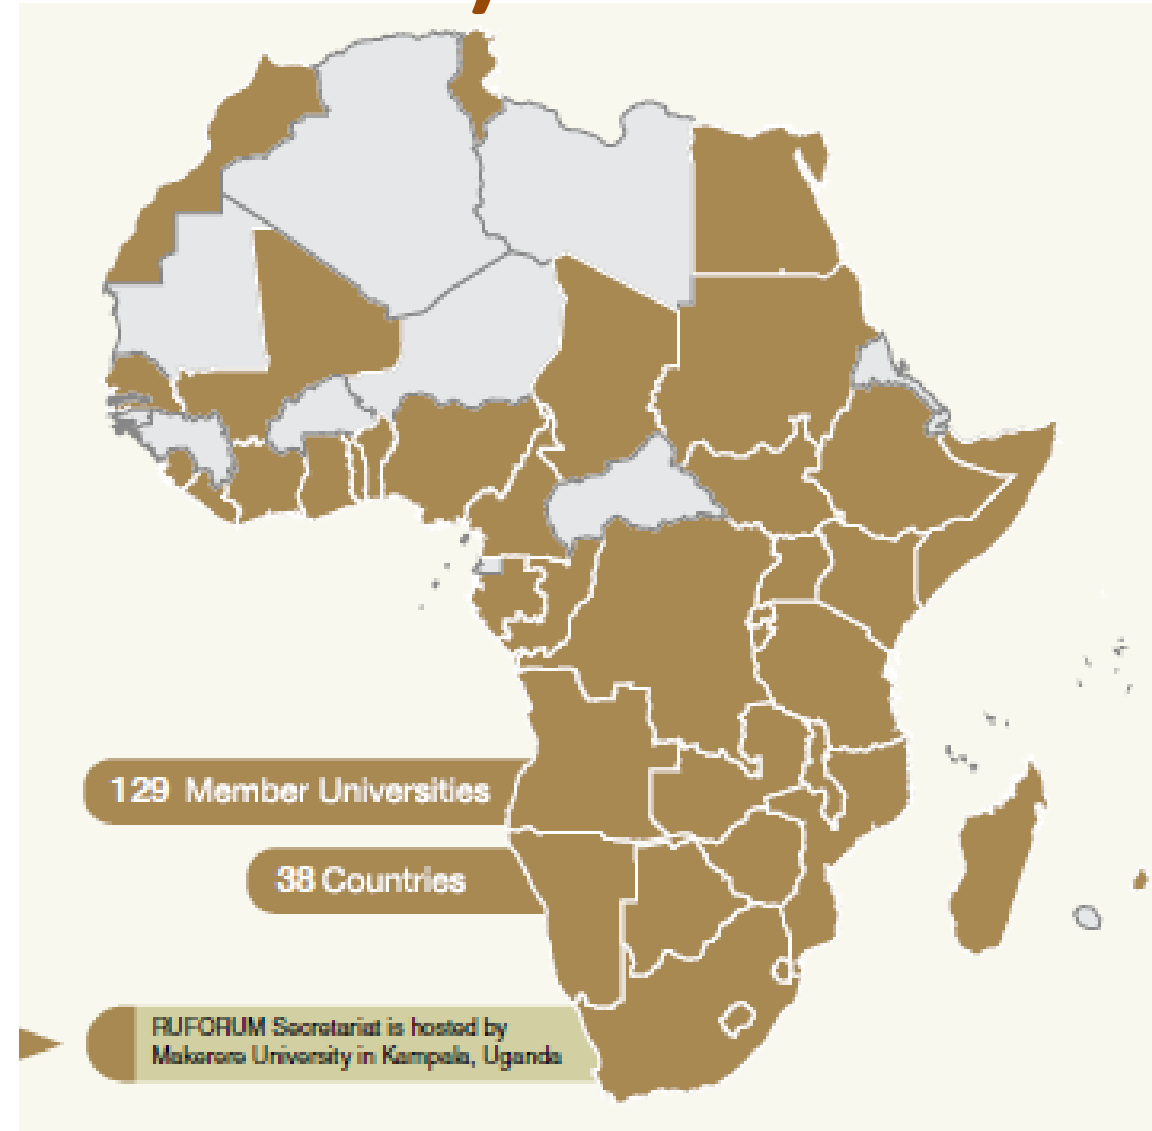 129 Member Universities
38 Countries
RUFORUM Secretariat is hosted by
Makerere University in Kampala, Uganda